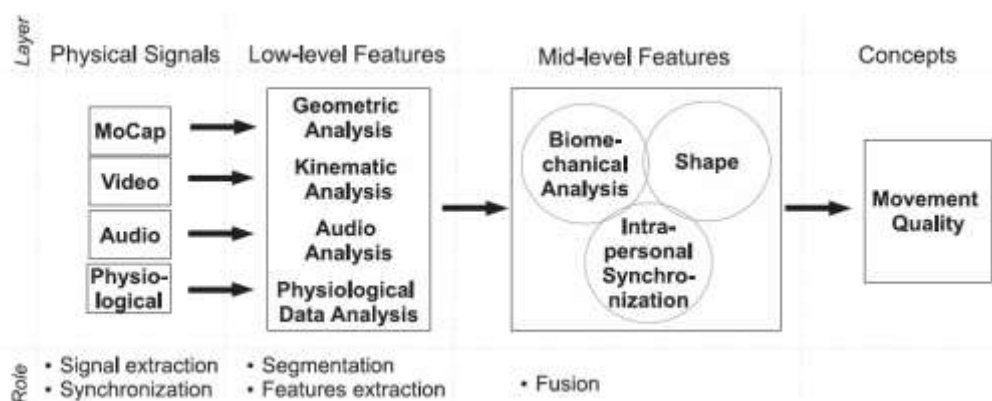 Layer
Physical Signals
Low-level Features
Mid-level Features
Concepts
MoCap
Video
Audio
Physio-
logical
Geometric
Analysis
Kinematic
Analysis
Audio
Analysis
Physiological
Data Analysis
Biome-
chanical
Analysis
Shape
Intra-
personal
Synchro-
nization
Movement
Quality
Role
• Signal extraction
• Synchronization
• Segmentation
• Features extraction
• Fusion